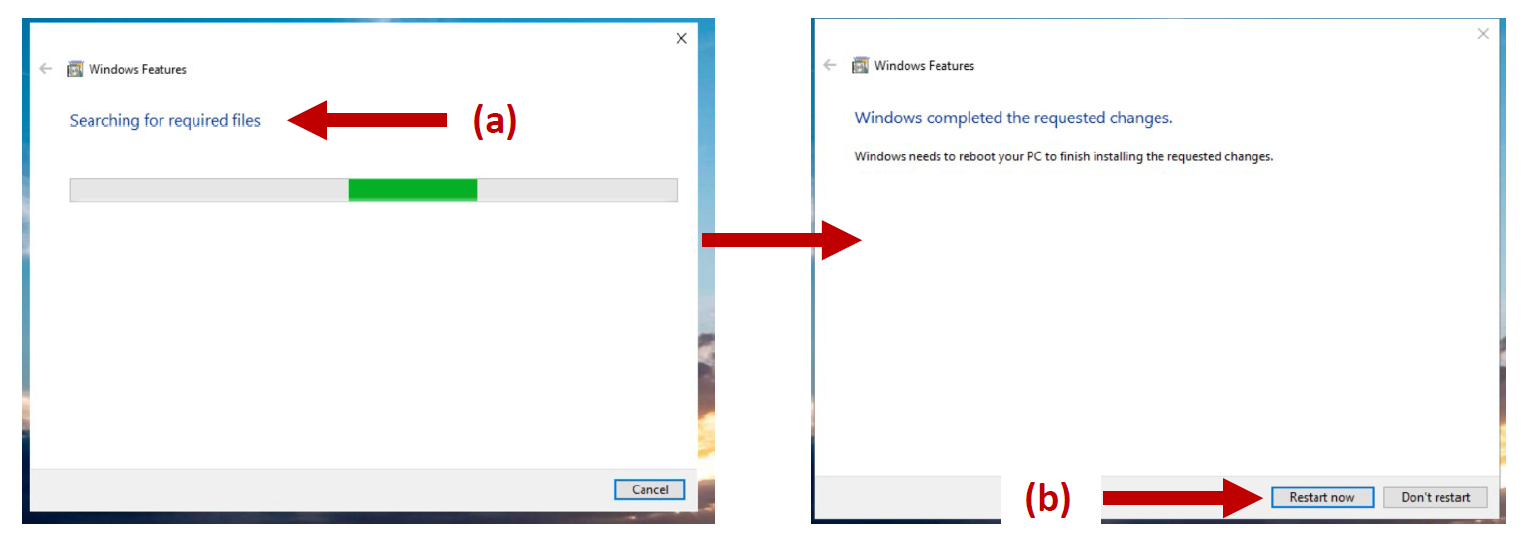 Windows Features
Searching for required files
(a)
Cancel
Windows Features
Windows completed the requested changes.
Windows needs to reboot your PC to finish installing the requested changes.
(b)
Restart now
Don't restart